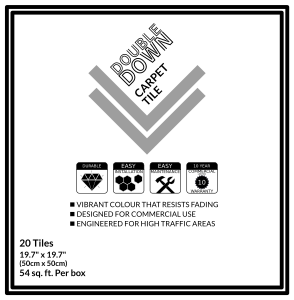 DOUBLE
DOWN
CARPET
TILE
DURABLE
EASY
INSTALLATION
EASY
MAINTENANCE
10 YEAR
COMMERCIAL
10
WARRANTY
■ VIBRANT COLOUR THAT RESISTS FADING
■ DESIGNED FOR COMMERCIAL USE
■ ENGINEERED FOR HIGH TRAFFIC AREAS
20 Tiles
19.7" x 19.7"
(50cm x 50cm)
54 sq. ft. Per box